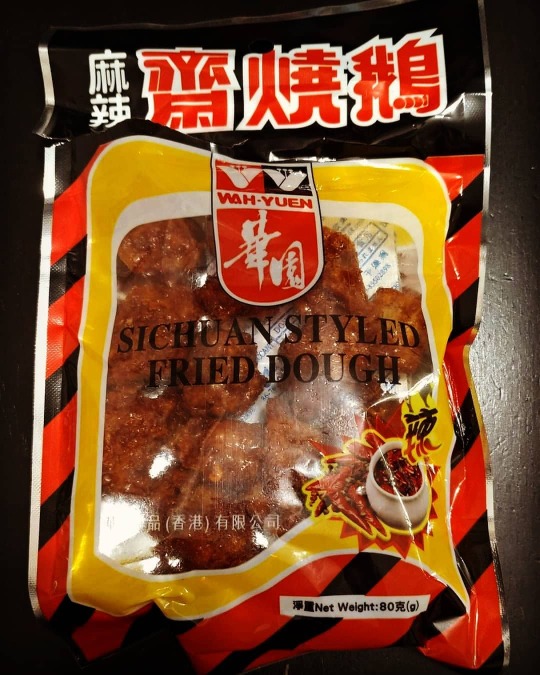 麻辣
齋燒鵝
WAH-YUEN
華園
SICHUAN STYLED
FRIED DOUGH
辣
品(香港)有限公司
淨重Net Weight:80克(g)